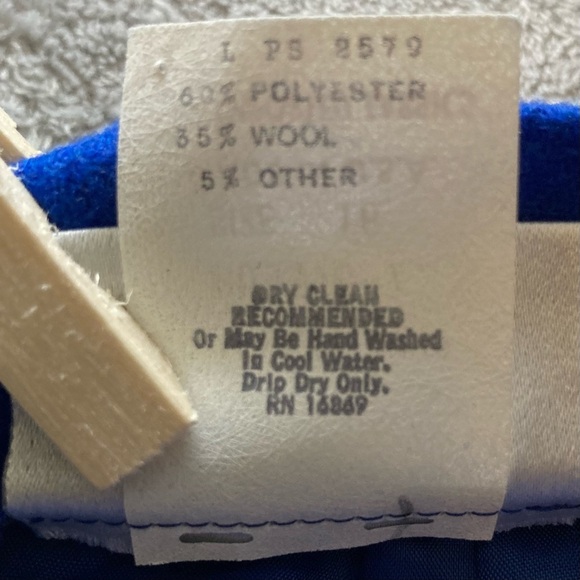 L PS 8579
60% POLYESTER
35% WOOL
5% OTHER
DRY CLEAN
RECOMMENDED
Or May Be Hand Washed
in Cool Water.
Drip Dry Only.
RN 16869